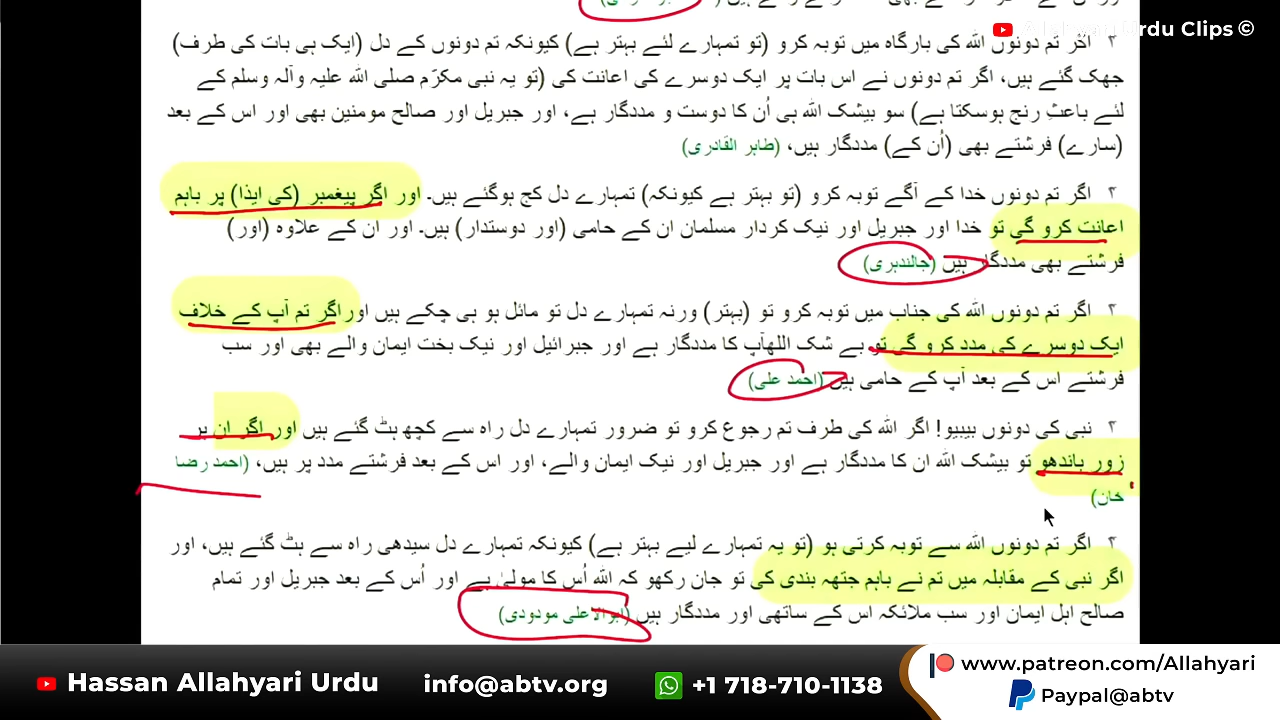 Allahyari Urdu Clips ©
۴ اگر تم دونوں اللہ کی بارگاہ میں توبہ کرو (تو تمہارے لئے بہتر ہے) کیونکہ تم دونوں کے دل (ایک ہی بات کی طرف)
جھک گئے ہیں، اگر تم دونوں نے اس بات پر ایک دوسرے کی اعانت کی (تو یہ نبی مکرّم صلی اللہ علیہ وآلہ وسلم کے
لئے باعثِ رنج ہوسکتا ہے) سو بیشک اللہ ہی اُن کا دوست و مددگار ہے، اور جبریل اور صالح مومنین بھی اور اس کے بعد
(سارے) فرشتے بھی (اُن کے) مددگار ہیں، (طاہر القادری)
۴ اگر تم دونوں خدا کے آگے توبہ کرو (تو بہتر ہے کیونکہ) تمہارے دل کج ہوگئے ہیں۔ اور اگر پیغمبر (کی ایذا) پر باہم
اعانت کرو گی تو خدا اور جبریل اور نیک کردار مسلمان ان کے حامی (اور دوستدار) ہیں۔ اور ان کے علاوہ (اور)
فرشتے بھی مددگار ہیں (جالندہری)
۴ اگر تم دونوں اللہ کی جناب میں توبہ کرو تو (بہتر) ورنہ تمہارے دل تو مائل ہو ہی چکے ہیں اور اگر تم آپ کے خلاف
ایک دوسرے کی مدد کرو گی تو بے شک اللهآپ کا مددگار ہے اور جبرائیل اور نیک بخت ایمان والے بھی اور سب
فرشتے اس کے بعد آپ کے حامی ہیں (احمد علی)
۴ نبی کی دونوں بیبیو! اگر اللہ کی طرف تم رجوع کرو تو ضرور تمہارے دل راہ سے کچھ ہٹ گئے ہیں اور اگر ان پر
زور باندھو تو بیشک اللہ ان کا مددگار ہے اور جبریل اور نیک ایمان والے، اور اس کے بعد فرشتے مدد پر ہیں، (احمد رضا
خان)
۴ اگر تم دونوں اللہ سے توبہ کرتی ہو (تو یہ تمہارے لیے بہتر ہے) کیونکہ تمہارے دل سیدھی راہ سے ہٹ گئے ہیں، اور
اگر نبی کے مقابلہ میں تم نے باہم جتھہ بندی کی تو جان رکھو کہ اللہ اُس کا مولیٰ ہے اور اُس کے بعد جبریل اور تمام
صالح اہل ایمان اور سب ملائکہ اس کے ساتھی اور مددگار ہیں (ابوالاعلی مودودی)
Hassan Allahyari Urdu info@abtv.org +1 718-710-1138
www.patreon.com/Allahyari
Paypal@abtv